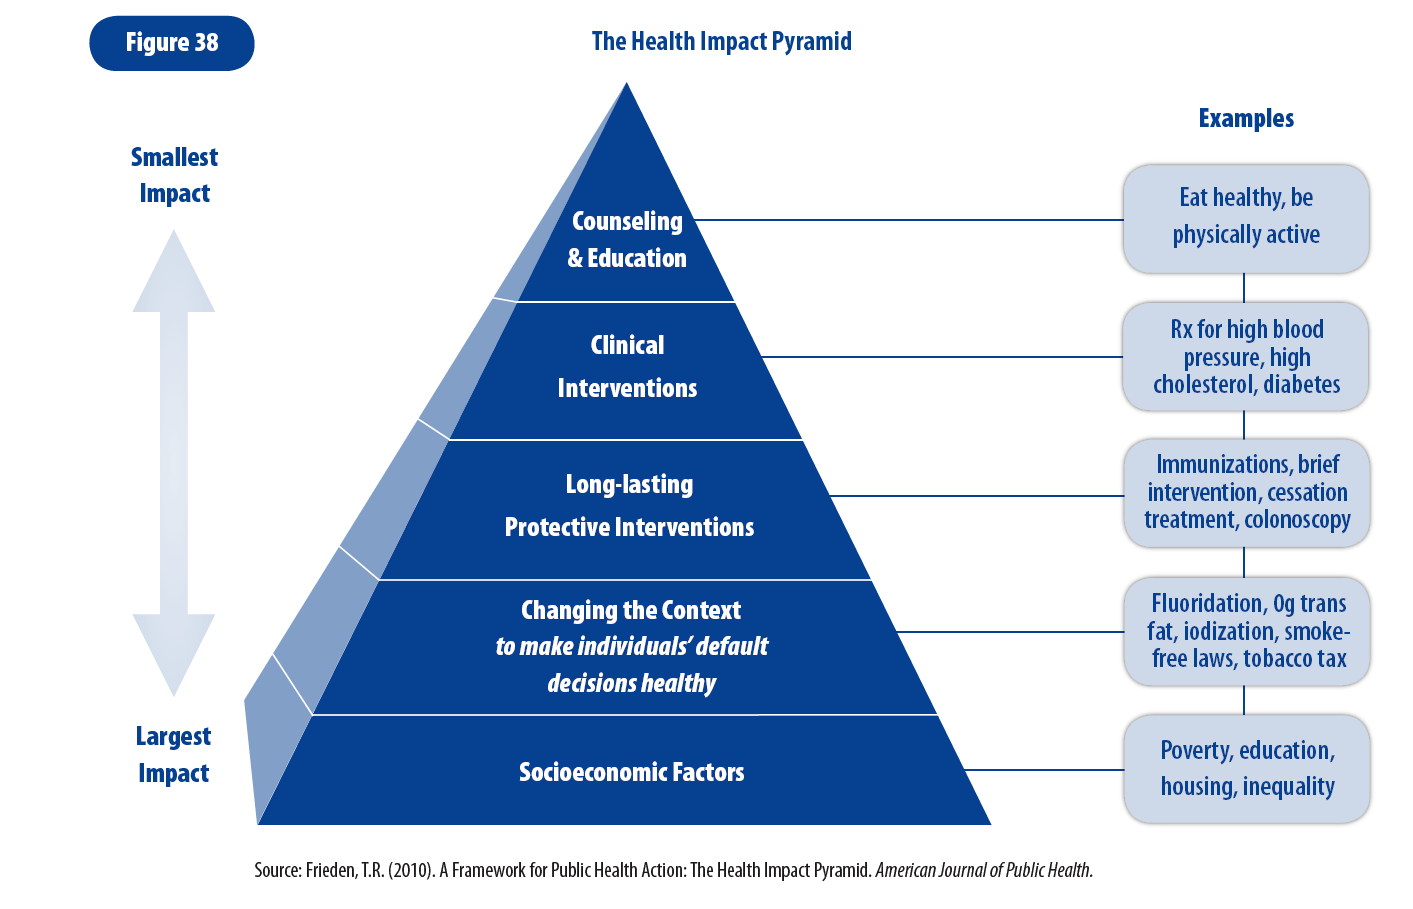 Figure 38
The Health Impact Pyramid
Examples
Smallest
Impact
Largest
Impact
Counseling
& Education
Eat healthy, be
physically active
Clinical
Interventions
Rx for high blood
pressure, high
cholesterol, diabetes
Long-lasting
Protective Interventions
Immunizations, brief
intervention, cessation
treatment, colonoscopy
Changing the Context
to make individuals’ default
decisions healthy
Fluoridation, 0g trans
fat, iodization, smoke-
free laws, tobacco tax
Socioeconomic Factors
Poverty, education,
housing, inequality
Source: Frieden, T.R. (2010). A Framework for Public Health Action: The Health Impact Pyramid. American Journal of Public Health.